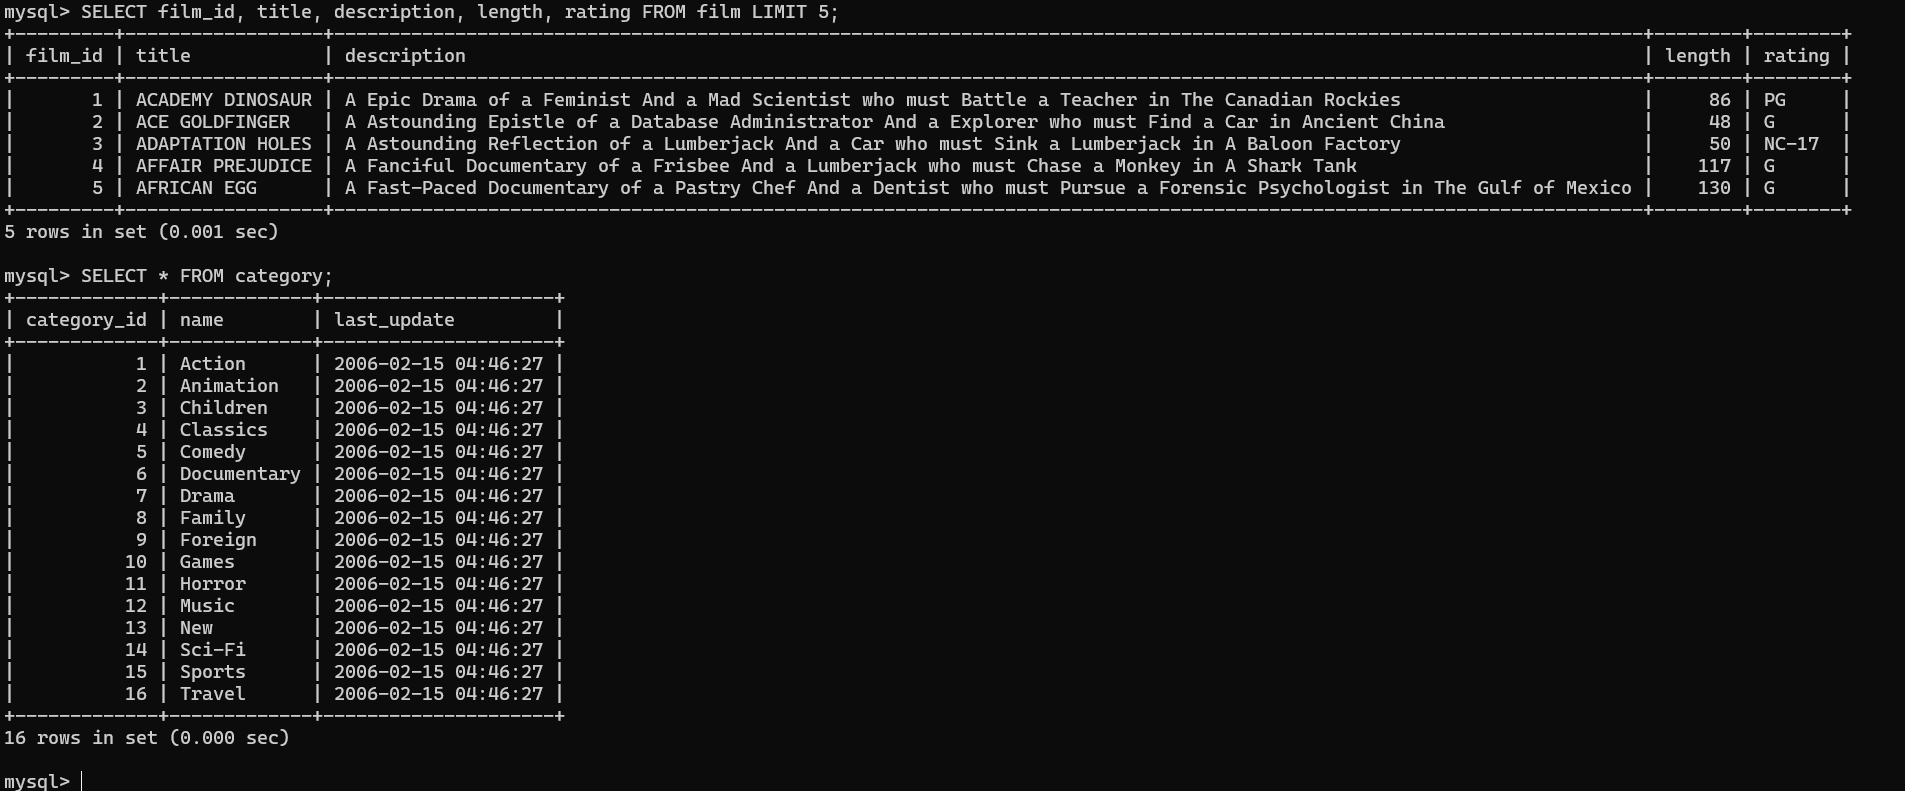 mysql> SELECT film_id, title, description, length, rating FROM film LIMIT 5;
+---------+------------------+------------------------------------------------------------------------------------------------------------------------+--------+--------+
| film_id | title            | description                                                                                                            | length | rating |
+---------+------------------+------------------------------------------------------------------------------------------------------------------------+--------+--------+
|       1 | ACADEMY DINOSAUR | A Epic Drama of a Feminist And a Mad Scientist who must Battle a Teacher in The Canadian Rockies                       |     86 | PG     |
|       2 | ACE GOLDFINGER   | A Astounding Epistle of a Database Administrator And a Explorer who must Find a Car in Ancient China                   |     48 | G      |
|       3 | ADAPTATION HOLES | A Astounding Reflection of a Lumberjack And a Car who must Sink a Lumberjack in A Baloon Factory                       |     50 | NC-17  |
|       4 | AFFAIR PREJUDICE | A Fanciful Documentary of a Frisbee And a Lumberjack who must Chase a Monkey in A Shark Tank                           |    117 | G      |
|       5 | AFRICAN EGG      | A Fast-Paced Documentary of a Pastry Chef And a Dentist who must Pursue a Forensic Psychologist in The Gulf of Mexico |    130 | G      |
+---------+------------------+------------------------------------------------------------------------------------------------------------------------+--------+--------+
5 rows in set (0.001 sec)

mysql> SELECT * FROM category;
+-------------+-------------+---------------------+
| category_id | name        | last_update         |
+-------------+-------------+---------------------+
|           1 | Action      | 2006-02-15 04:46:27 |
|           2 | Animation   | 2006-02-15 04:46:27 |
|           3 | Children    | 2006-02-15 04:46:27 |
|           4 | Classics    | 2006-02-15 04:46:27 |
|           5 | Comedy      | 2006-02-15 04:46:27 |
|           6 | Documentary | 2006-02-15 04:46:27 |
|           7 | Drama       | 2006-02-15 04:46:27 |
|           8 | Family      | 2006-02-15 04:46:27 |
|           9 | Foreign     | 2006-02-15 04:46:27 |
|          10 | Games       | 2006-02-15 04:46:27 |
|          11 | Horror      | 2006-02-15 04:46:27 |
|          12 | Music       | 2006-02-15 04:46:27 |
|          13 | New         | 2006-02-15 04:46:27 |
|          14 | Sci-Fi      | 2006-02-15 04:46:27 |
|          15 | Sports      | 2006-02-15 04:46:27 |
|          16 | Travel      | 2006-02-15 04:46:27 |
+-------------+-------------+---------------------+
16 rows in set (0.000 sec)

mysql>